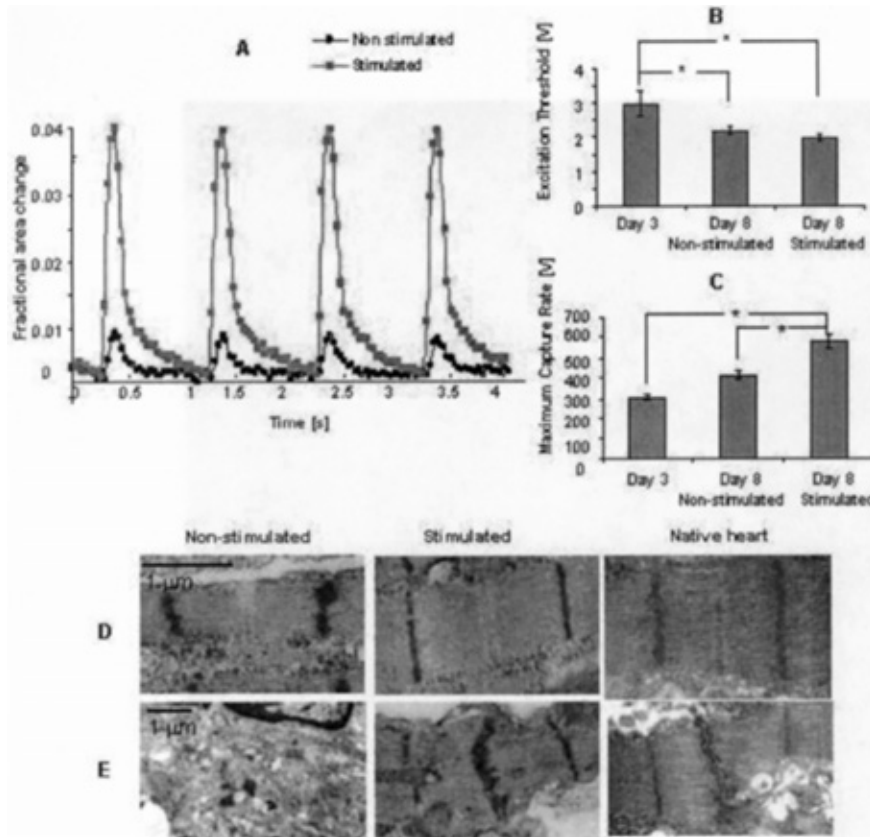 A
Non stimulated
Stimulated
Fractional area change
0.04
0.03
0.02
0.01
0
0 0.5 1 1.5 2 2.5 3 3.5 4
Time [s]
B
Excitation Threshold [V]
4
3
2
1
0
Day 3 Day 8 Day 8
Non-stimulated Stimulated
* *
C
Maximum Capture Rate [V]
700
600
500
400
300
200
100
0
Day 3 Day 8 Day 8
Non-stimulated Stimulated
* *
Non-stimulated Stimulated Native heart
D
1 µm
E
1 µm